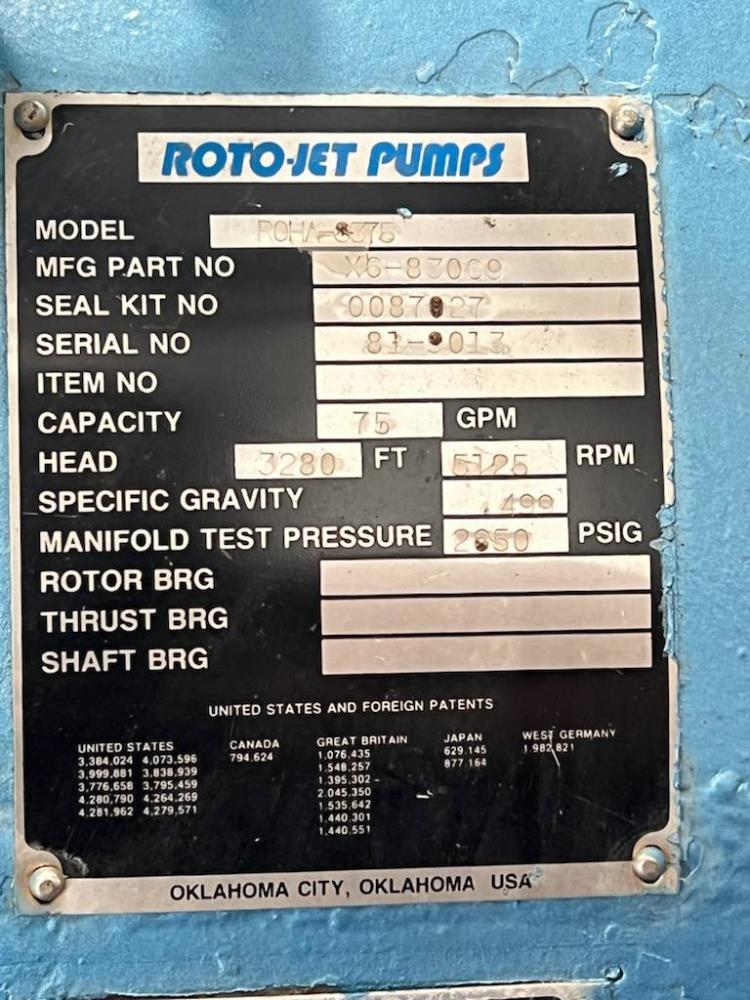 ROTO-JET PUMPS
MODEL
MFG PART NO X6-830C9
SEAL KIT NO
SERIAL NO
ITEM NO
CAPACITY 75 GPM
HEAD 3280 FT 5125 RPM
SPECIFIC GRAVITY .499
MANIFOLD TEST PRESSURE PSIG
ROTOR BRG
THRUST BRG
SHAFT BRG
UNITED STATES AND FOREIGN PATENTS
UNITED STATES
3,384,024 4,073,596
3,999,881 3,838,939
3,776,658 3,795,459
4,280,790 4,264,269
4,281,962 4,279,571
CANADA
794,624
GREAT BRITAIN
1,076,435
1,548,257
1,395,302
2,045,350
1,535,642
1,440,301
1,440,551
JAPAN
629,145
877,164
WEST GERMANY
1,982,821
OKLAHOMA CITY, OKLAHOMA USA